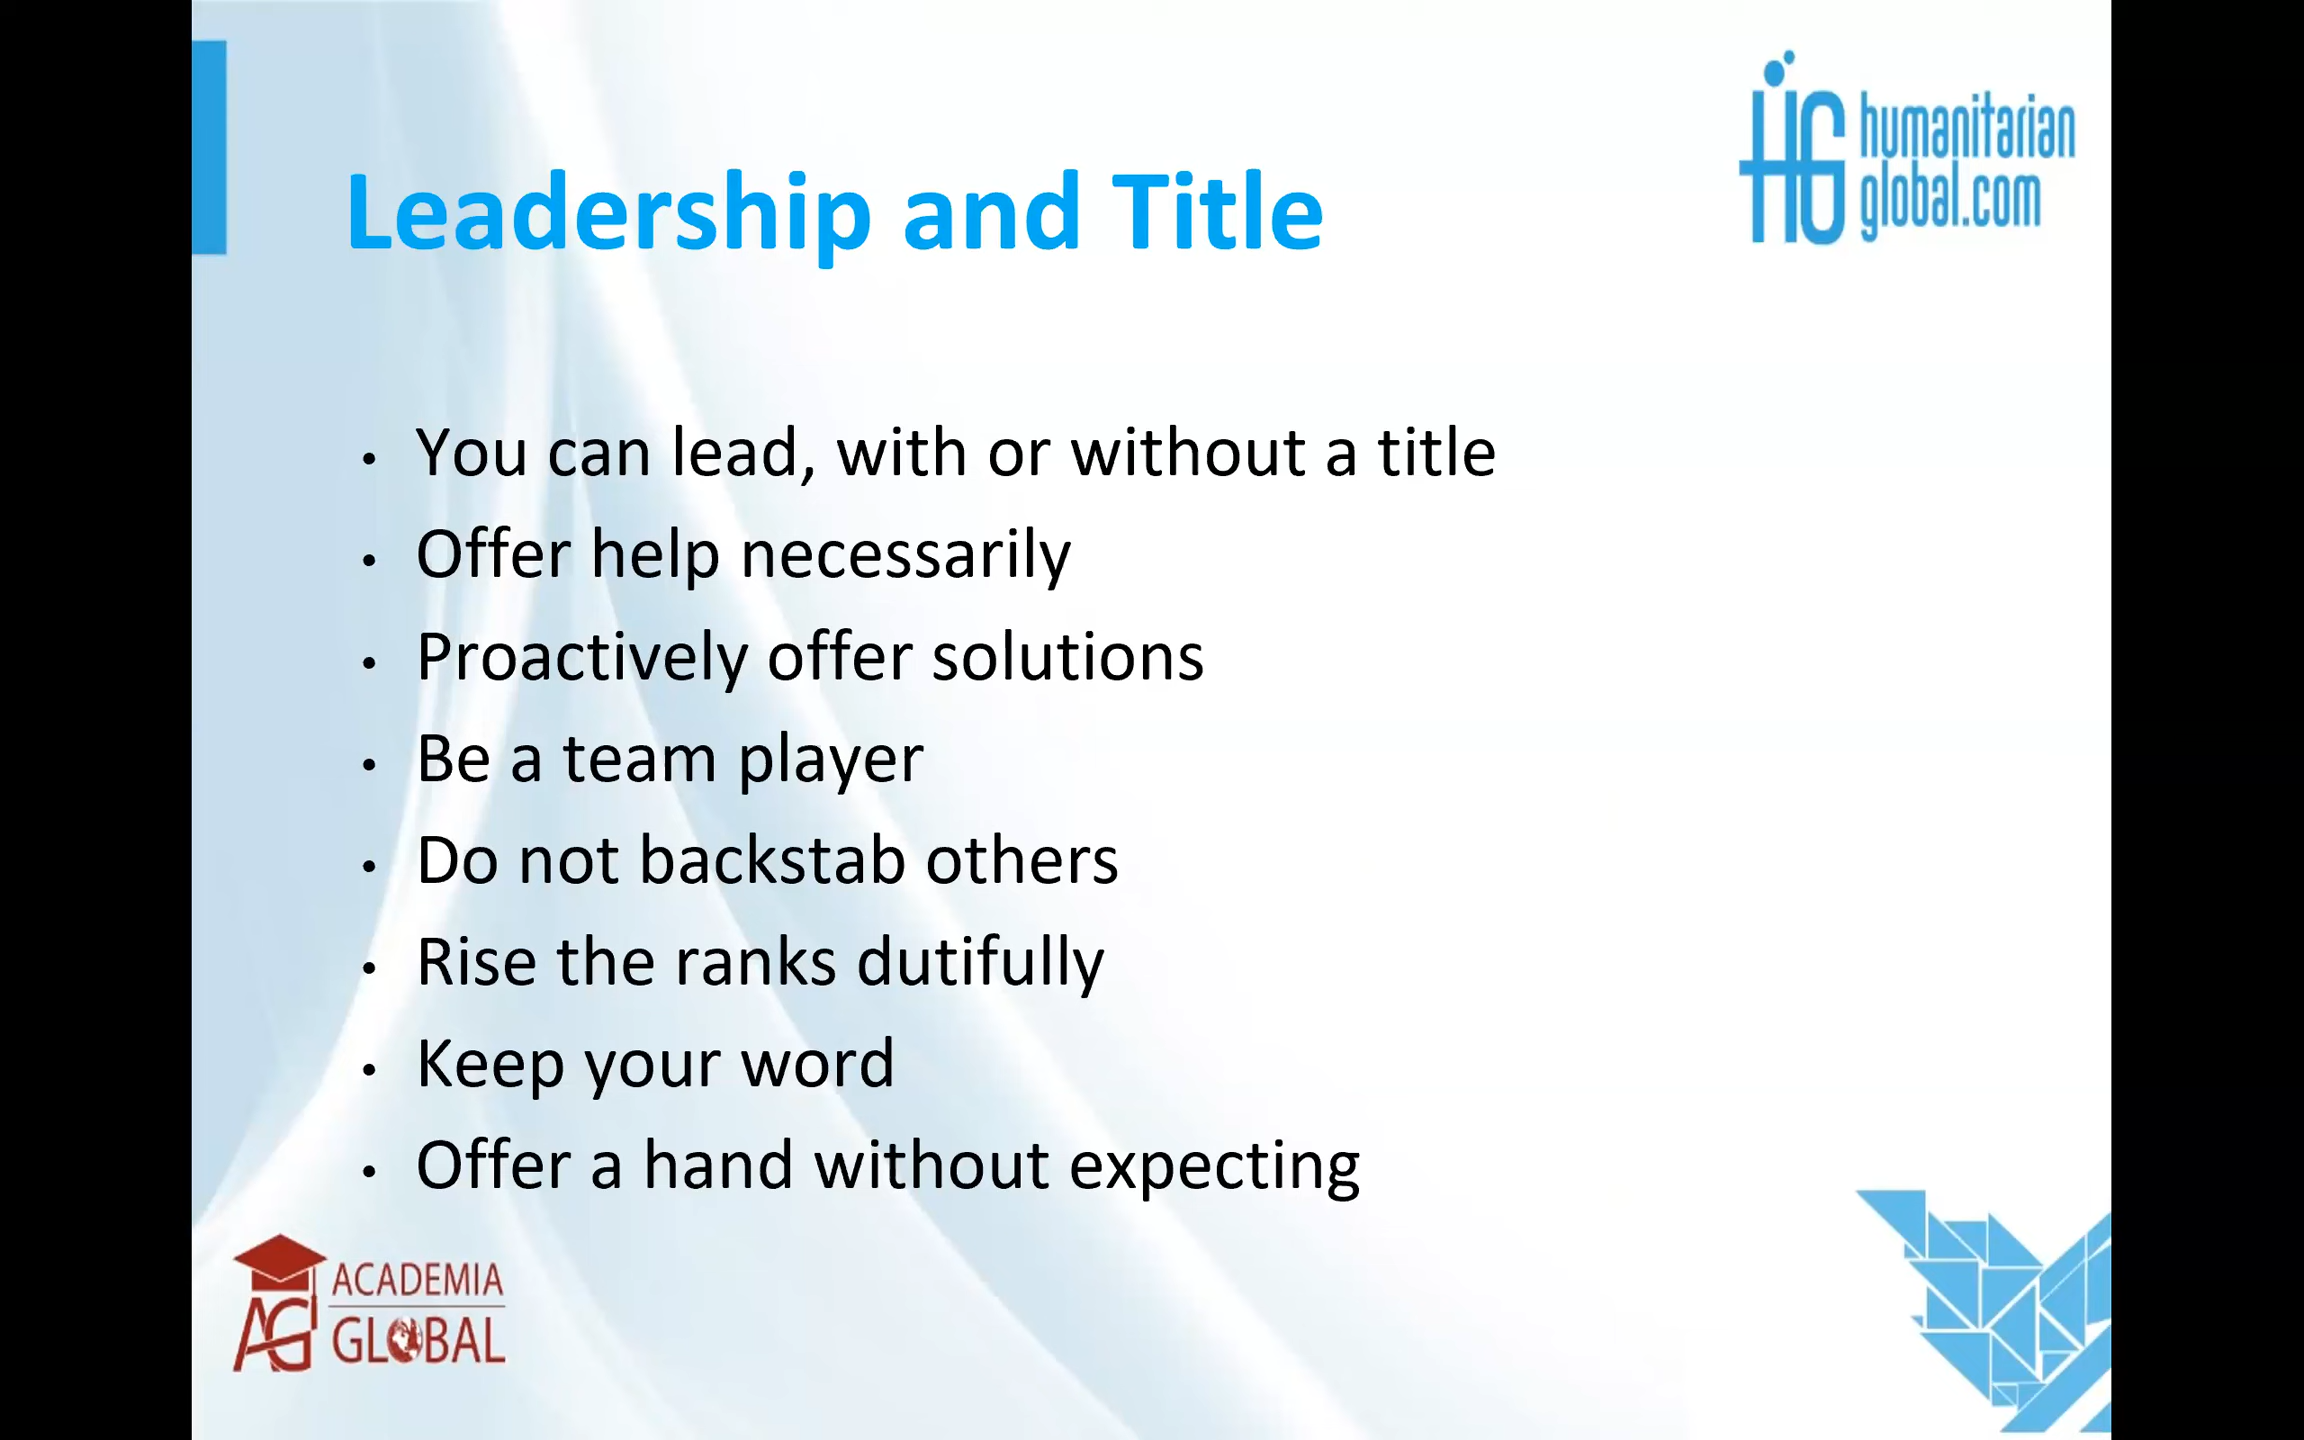 HG humanitarian
global.com
Leadership and Title
• You can lead, with or without a title
• Offer help necessarily
• Proactively offer solutions
• Be a team player
• Do not backstab others
• Rise the ranks dutifully
• Keep your word
• Offer a hand without expecting
AG ACADEMIA
GLOBAL